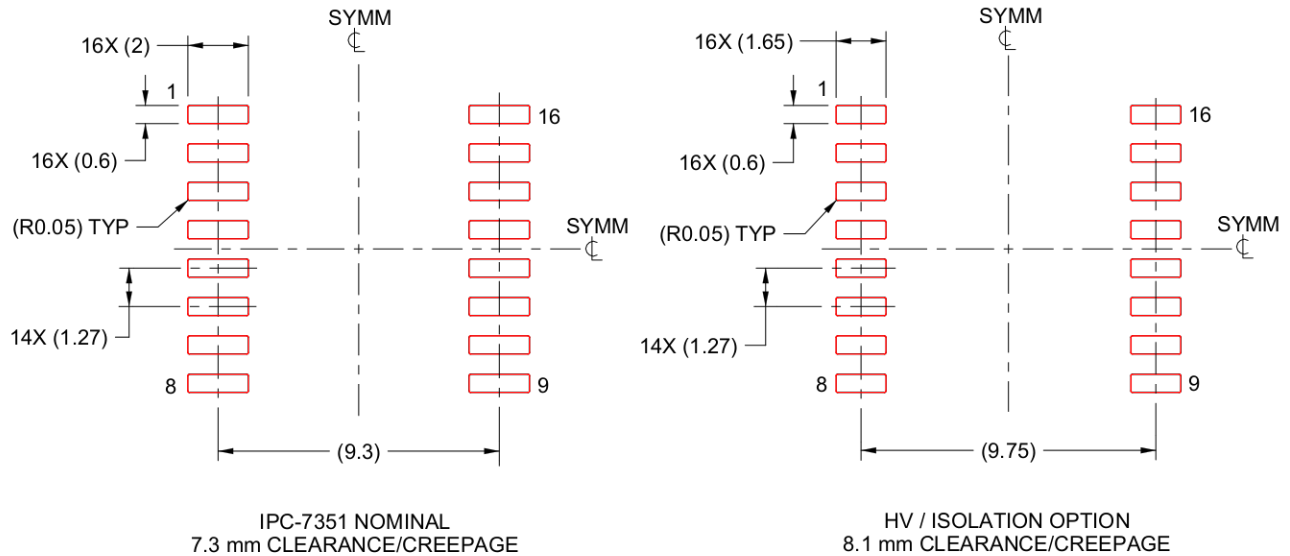 SYMM
℄
16X (2)
1
16
16X (0.6)
(R0.05) TYP
SYMM
℄
14X (1.27)
8
9
(9.3)
IPC-7351 NOMINAL
7.3 mm CLEARANCE/CREEPAGE
SYMM
℄
16X (1.65)
1
16
16X (0.6)
(R0.05) TYP
SYMM
℄
14X (1.27)
8
9
(9.75)
HV / ISOLATION OPTION
8.1 mm CLEARANCE/CREEPAGE